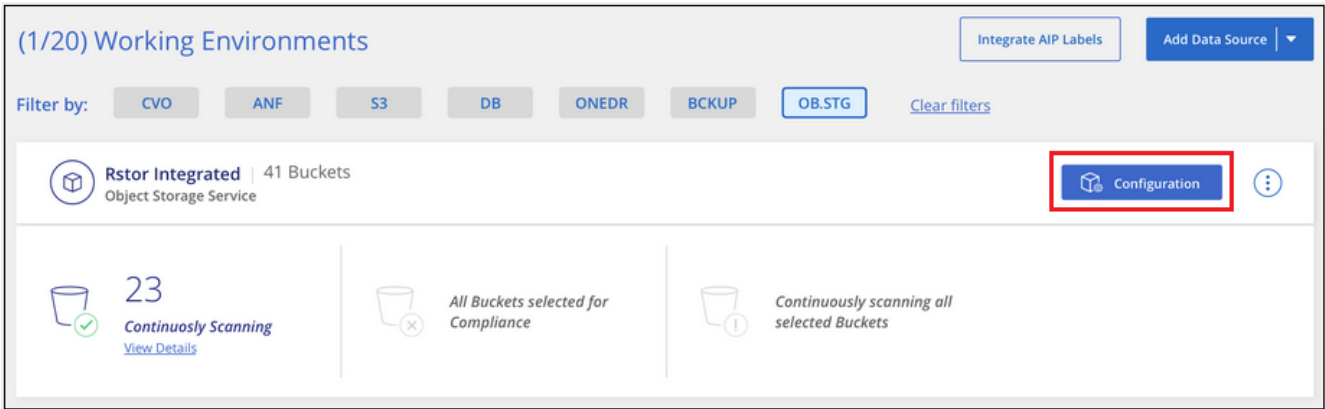 (1/20) Working Environments
Integrate AIP Labels
Add Data Source
Filter by:
CVO
ANF
S3
DB
ONEDR
BCKUP
OB.STG
Clear filters
Rstor Integrated | 41 Buckets
Object Storage Service
Configuration
23
Continuosly Scanning
View Details
All Buckets selected for
Compliance
Continuously scanning all
selected Buckets